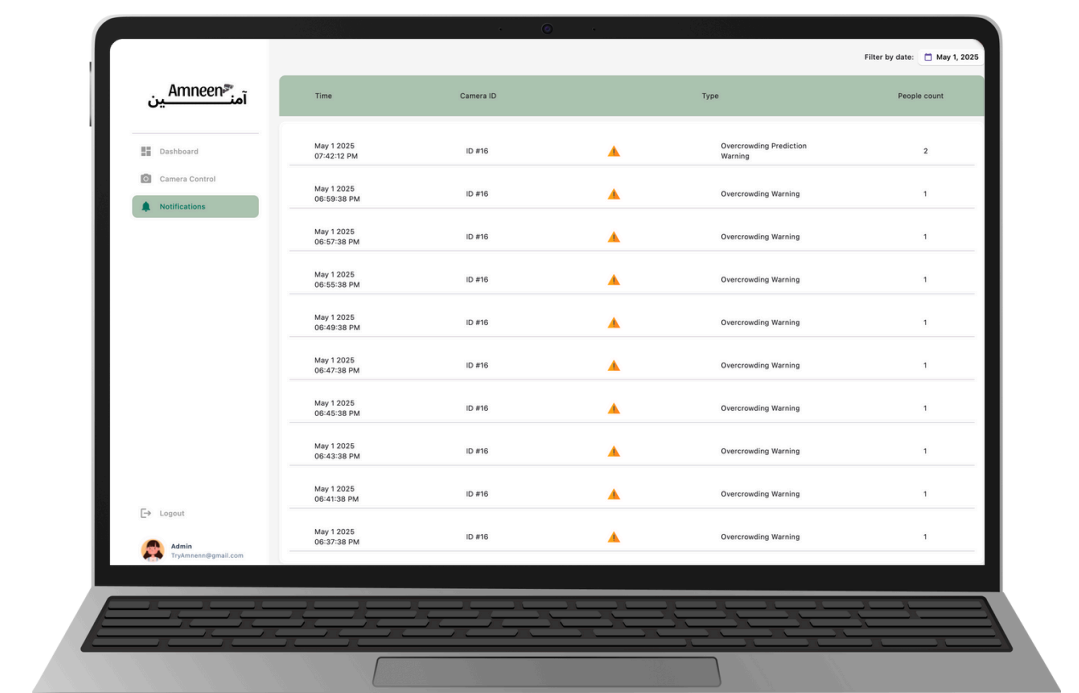 Filter by date: May 1, 2025
Amneen
آمنــــين
Dashboard
Camera Control
Notifications
Logout
Admin
TryAmnenn@gmail.com
Time Camera ID Type People count
May 1 2025
07:42:12 PM
ID #16
Overcrowding Prediction
Warning
2
May 1 2025
06:59:38 PM
ID #16
Overcrowding Warning
1
May 1 2025
06:57:38 PM
ID #16
Overcrowding Warning
1
May 1 2025
06:55:38 PM
ID #16
Overcrowding Warning
1
May 1 2025
06:49:38 PM
ID #16
Overcrowding Warning
1
May 1 2025
06:47:38 PM
ID #16
Overcrowding Warning
1
May 1 2025
06:45:38 PM
ID #16
Overcrowding Warning
1
May 1 2025
06:43:38 PM
ID #16
Overcrowding Warning
1
May 1 2025
06:41:38 PM
ID #16
Overcrowding Warning
1
May 1 2025
06:37:38 PM
ID #16
Overcrowding Warning
1